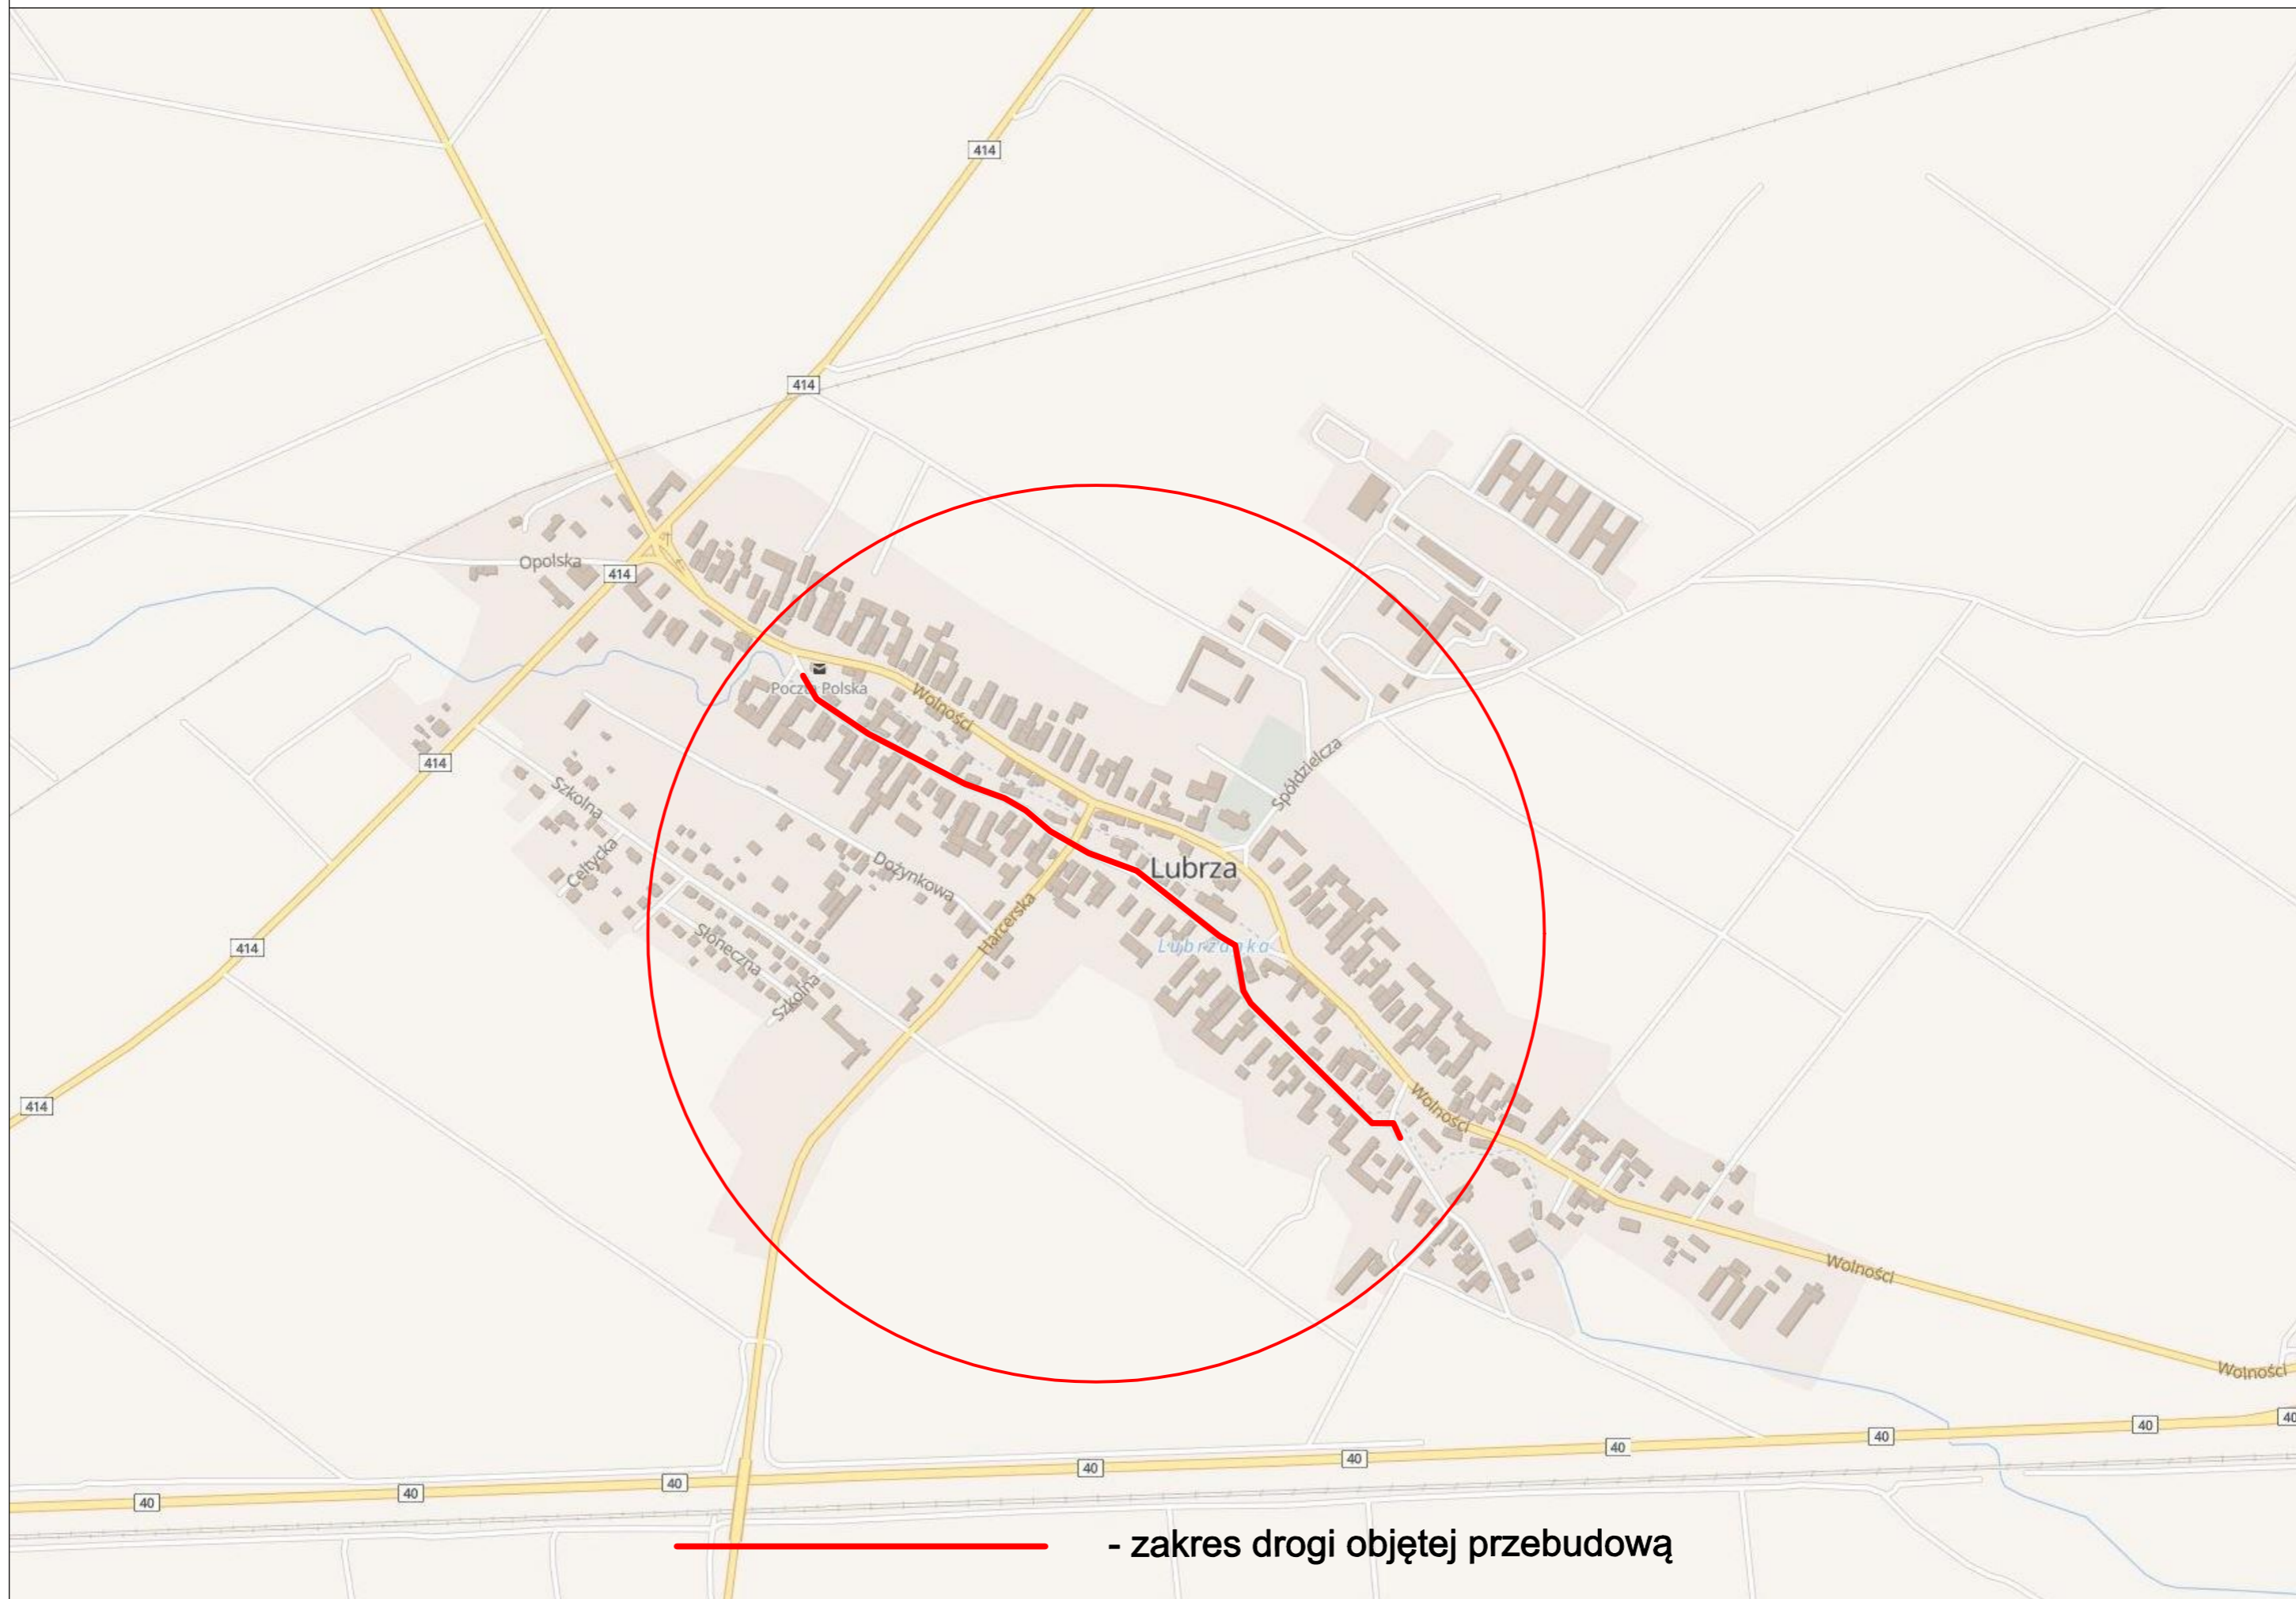 414
414
Opolska
414
Poczta Polska
Wolności
414
Spółdzielcza
Szkolna
Celtycka
Dożynkowa
Lubrza
Harcerska
Słoneczna
Lubrzanka
414
Szkolna
414
Wolności
Wolności
Wolności
40
40
40
40
40
40
40
40
40
- zakres drogi objętej przebudową